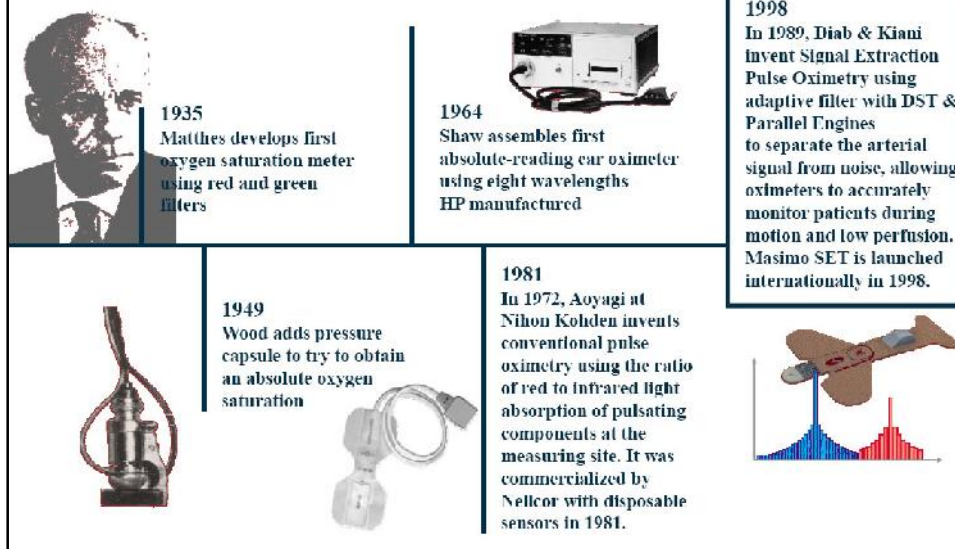 1935
Matthes develops first
oxygen saturation meter
using red and green
filters
1964
Shaw assembles first
absolute-reading ear oximeter
using eight wavelengths
HP manufactured
1998
In 1989, Diab & Kiani
invent Signal Extraction
Pulse Oximetry using
adaptive filter with DST &
Parallel Engines
to separate the arterial
signal from noise, allowing
oximeters to accurately
monitor patients during
motion and low perfusion.
Masimo SET is launched
internationally in 1998.
1949
Wood adds pressure
capsule to try to obtain
an absolute oxygen
saturation
1981
In 1972, Aoyagi at
Nihon Kohden invents
conventional pulse
oximetry using the ratio
of red to infrared light
absorption of pulsating
components at the
measuring site. It was
commercialized by
Nellcor with disposable
sensors in 1981.